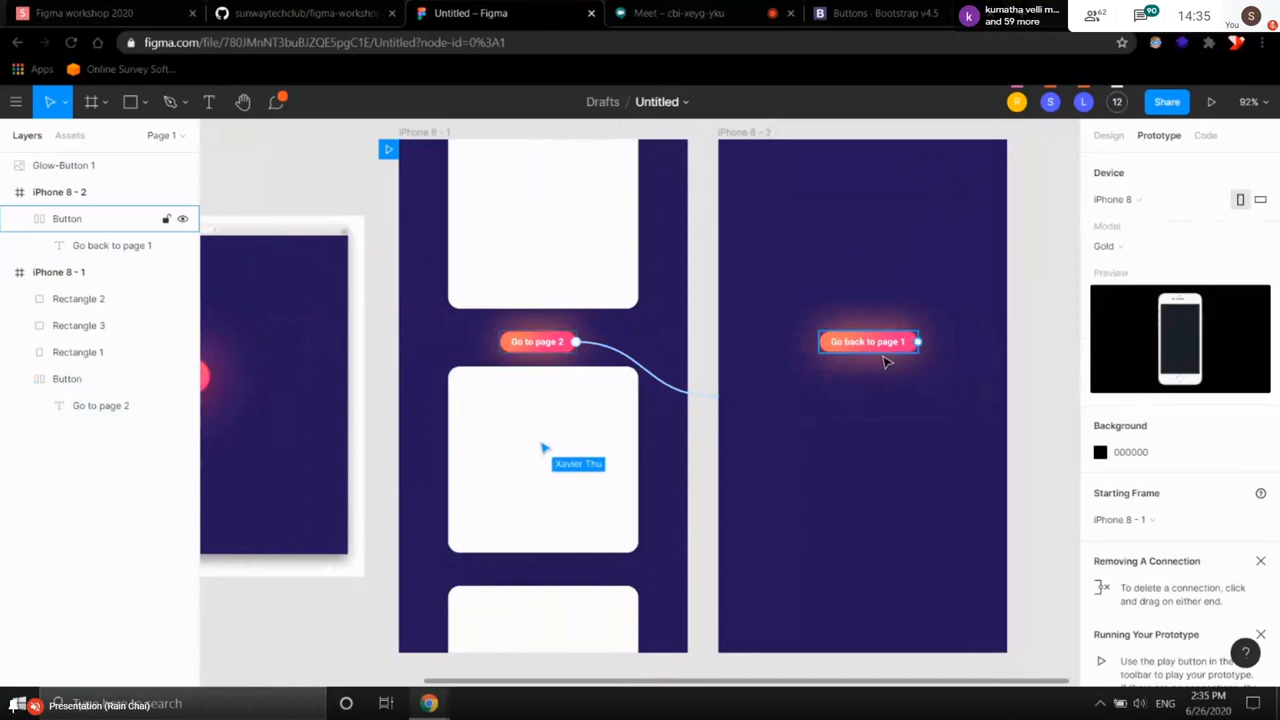 Figma workshop 2020
sunwaytechclub/figma-workshop
Untitled – Figma
Meet – cbi-xeyg-yku
Buttons · Bootstrap v4.5
k
kumatha velli m...
and 59 more
62
90
14:35
You
S
figma.com/file/780JMnNT3buBJZQE5pgC1E/Untitled?node-id=0%3A1
Apps
Online Survey Soft...
Drafts / Untitled
R
S
L
12
Share
92%
Layers
Assets
Page 1
iPhone 8 - 1
iPhone 8 - 2
Design
Prototype
Code
Glow-Button 1
iPhone 8 - 2
Button
Go back to page 1
iPhone 8 - 1
Rectangle 2
Rectangle 3
Rectangle 1
Button
Go to page 2
Go to page 2
Xavier Thu
Go back to page 1
Device
iPhone 8
Model
Gold
Preview
Background
000000
Starting Frame
iPhone 8 - 1
Removing A Connection
To delete a connection, click
and drag on either end.
Running Your Prototype
Use the play button in the
toolbar to play your prototype.
?
ENG
2:35 PM
6/26/2020